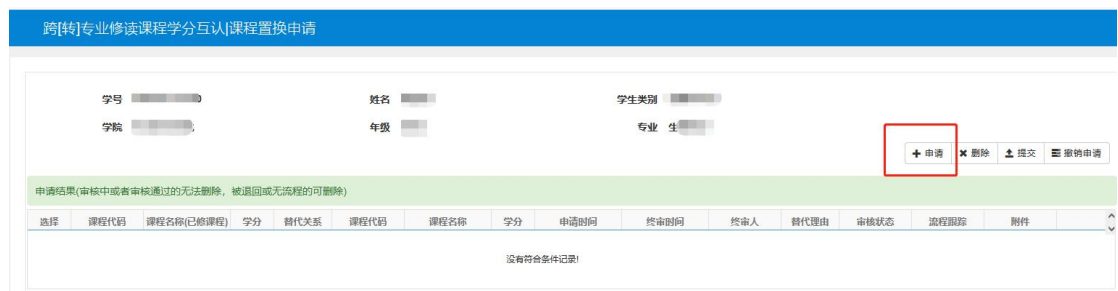 跨[转]专业修读课程学分互认|课程置换申请
学号 姓名 学生类别
学院 年级 专业 生
申请 删除 提交 撤销申请
申请结果(审核中或者审核通过的无法删除，被退回或无流程的可删除)
选择 课程代码 课程名称(已修课程) 学分 替代关系 课程代码 课程名称 学分 申请时间 终审时间 终审人 替代理由 审核状态 流程跟踪 附件
没有符合条件记录!